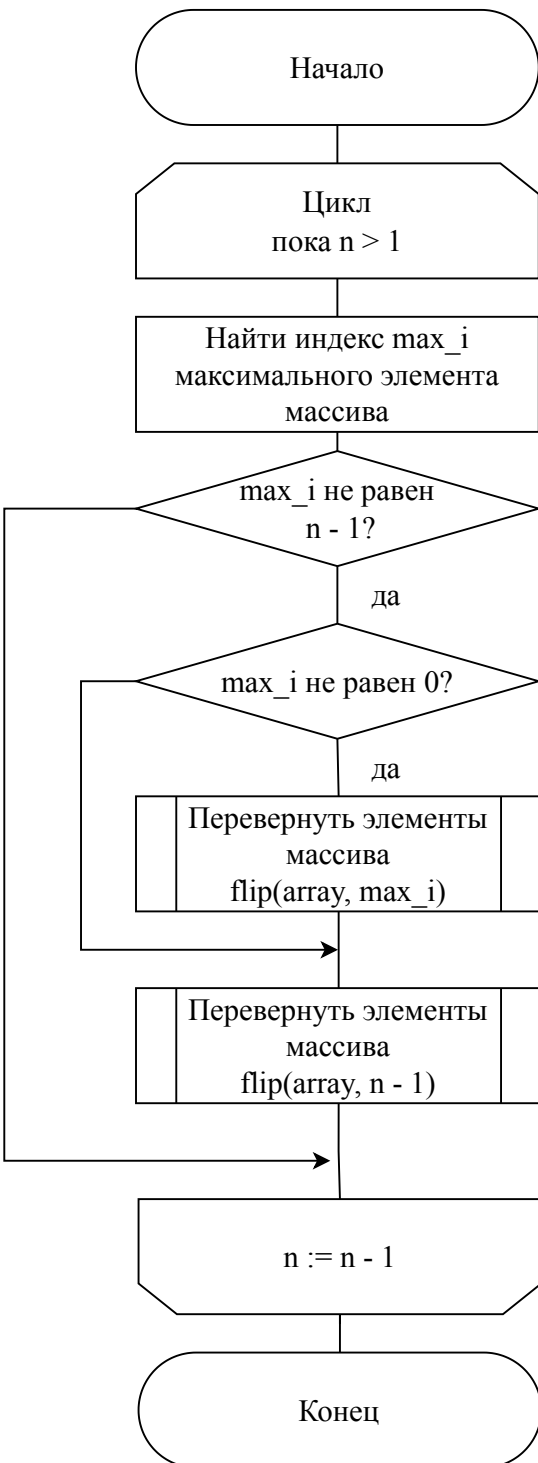 Начало
Цикл
пока n > 1
Найти индекс max_i
максимального элемента
массива
max_i не равен
n - 1?
да
max_i не равен 0?
да
Перевернуть элементы
массива
flip(array, max_i)
Перевернуть элементы
массива
flip(array, n - 1)
n := n - 1
Конец